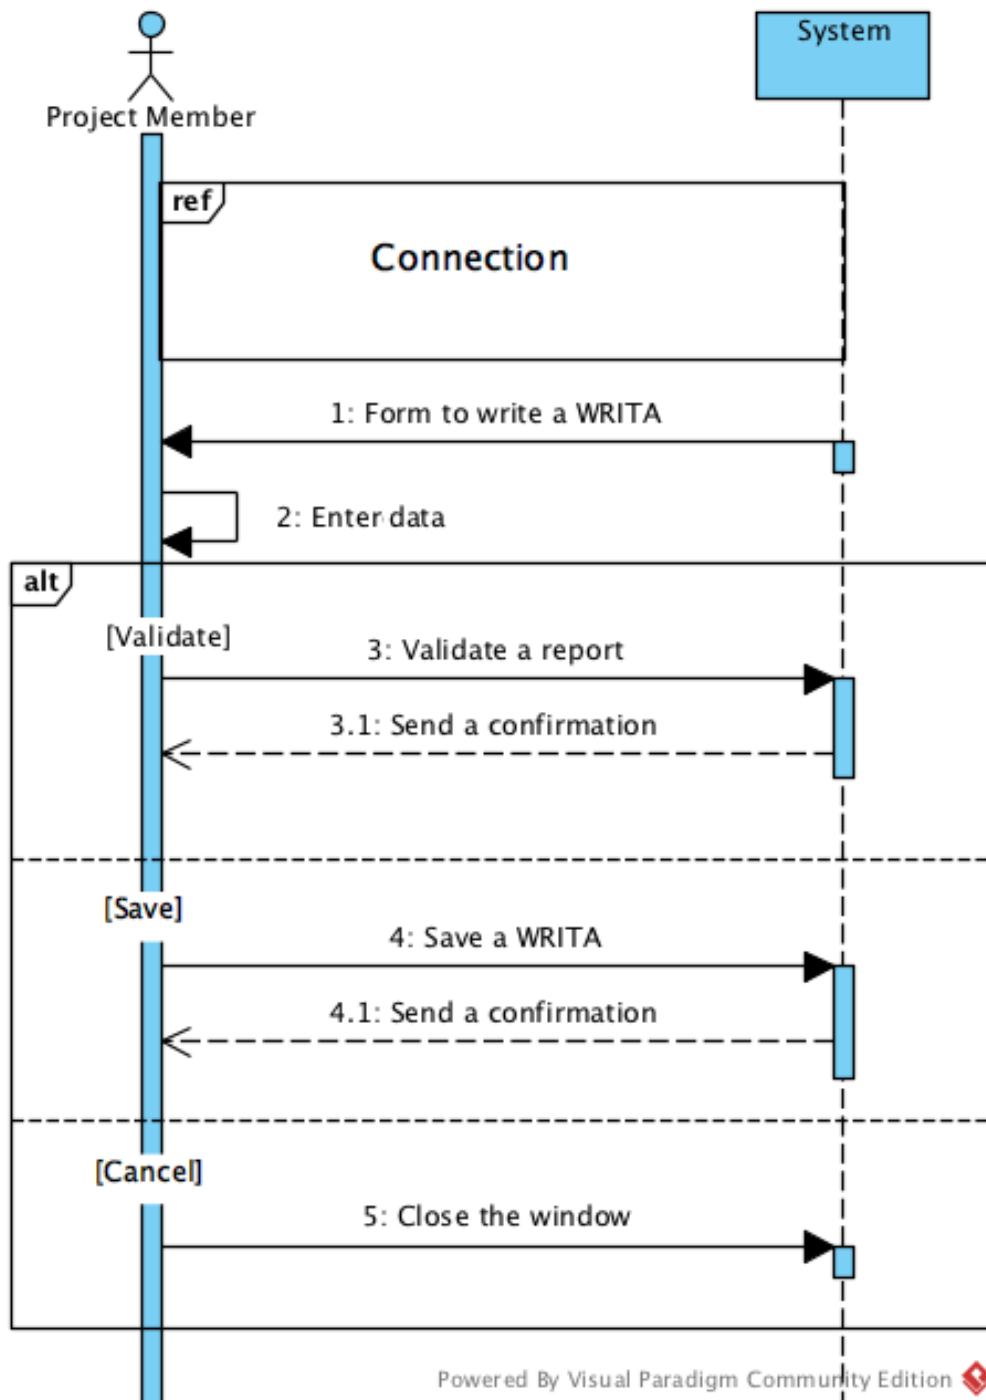 System
Project Member
ref
Connection
1: Form to write a WRITA
2: Enter data
alt
[Validate]
3: Validate a report
3.1: Send a confirmation
[Save]
4: Save a WRITA
4.1: Send a confirmation
[Cancel]
5: Close the window
Powered By Visual Paradigm Community Edition